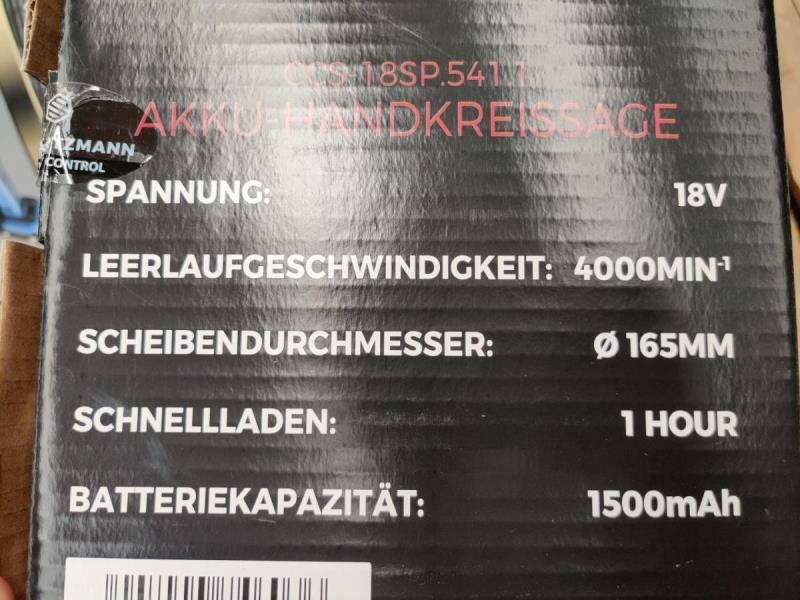 CCS-18SP.541.1
AKKU-HANDKREISSÄGE
TZMANN
CONTROL
SPANNUNG: 18V
LEERLAUFGESCHWINDIGKEIT: 4000MIN⁻¹
SCHEIBENDURCHMESSER: Ø 165MM
SCHNELLLADEN: 1 HOUR
BATTERIEKAPAZITÄT: 1500mAh